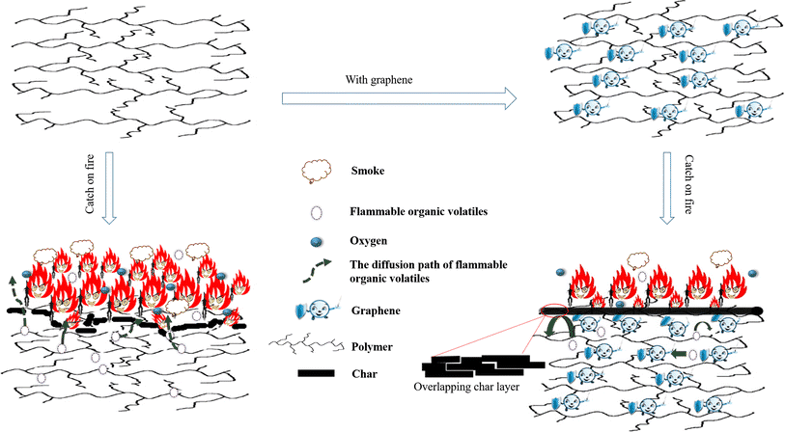 With graphene
Catch on fire
Catch on fire
Smoke
Flammable organic volatiles
Oxygen
The diffusion path of flammable
organic volatiles
Graphene
Polymer
Char
Overlapping char layer